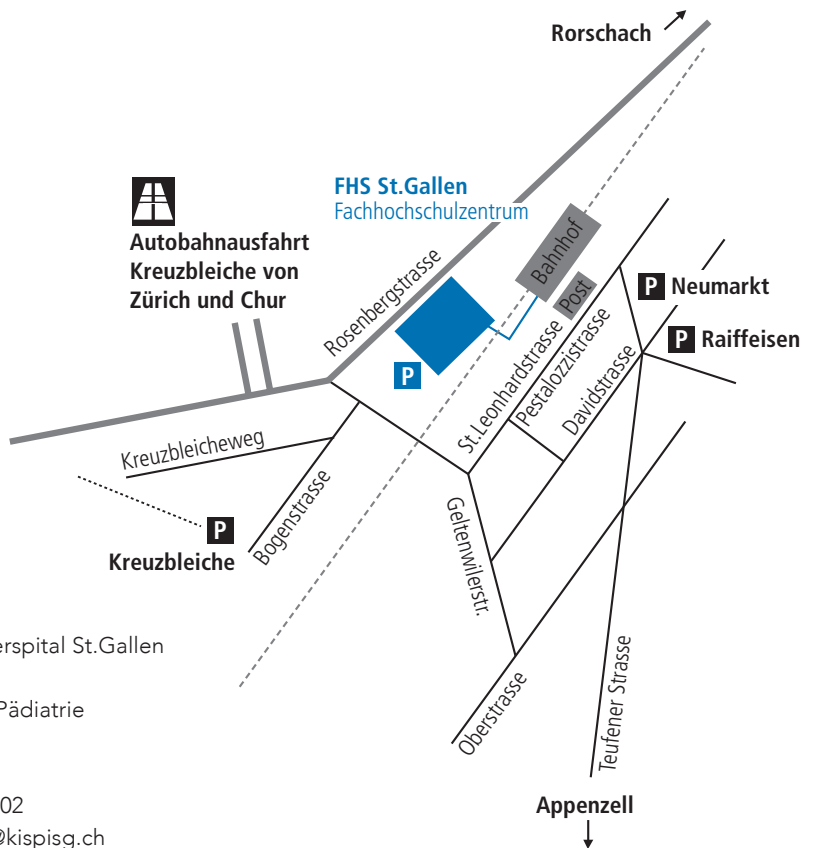 Rorschach
FHS St.Gallen
Fachhochschulzentrum
Autobahnausfahrt
Kreuzbleiche von
Zürich und Chur
Rosenbergstrasse
Bahnhof
Post
P Neumarkt
P Raiffeisen
P
St.Leonhardstrasse
Pestalozzistrasse
Davidstrasse
Kreuzbleicheweg
Bogenstrasse
P
Kreuzbleiche
Geltenwilerstr.
Oberstrasse
Teufener Strasse
Appenzell
erspital St.Gallen
Pädiatrie
02
@kispisg.ch